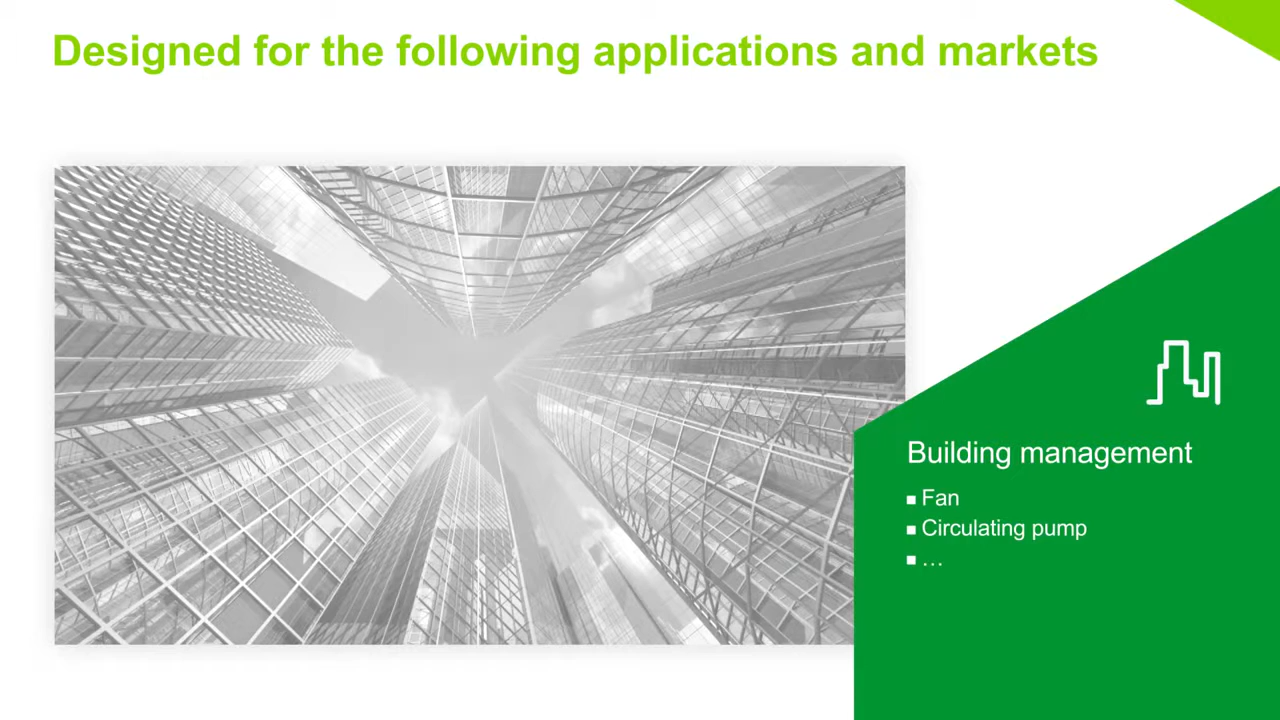 Designed for the following applications and markets
Building management
Fan
Circulating pump
…